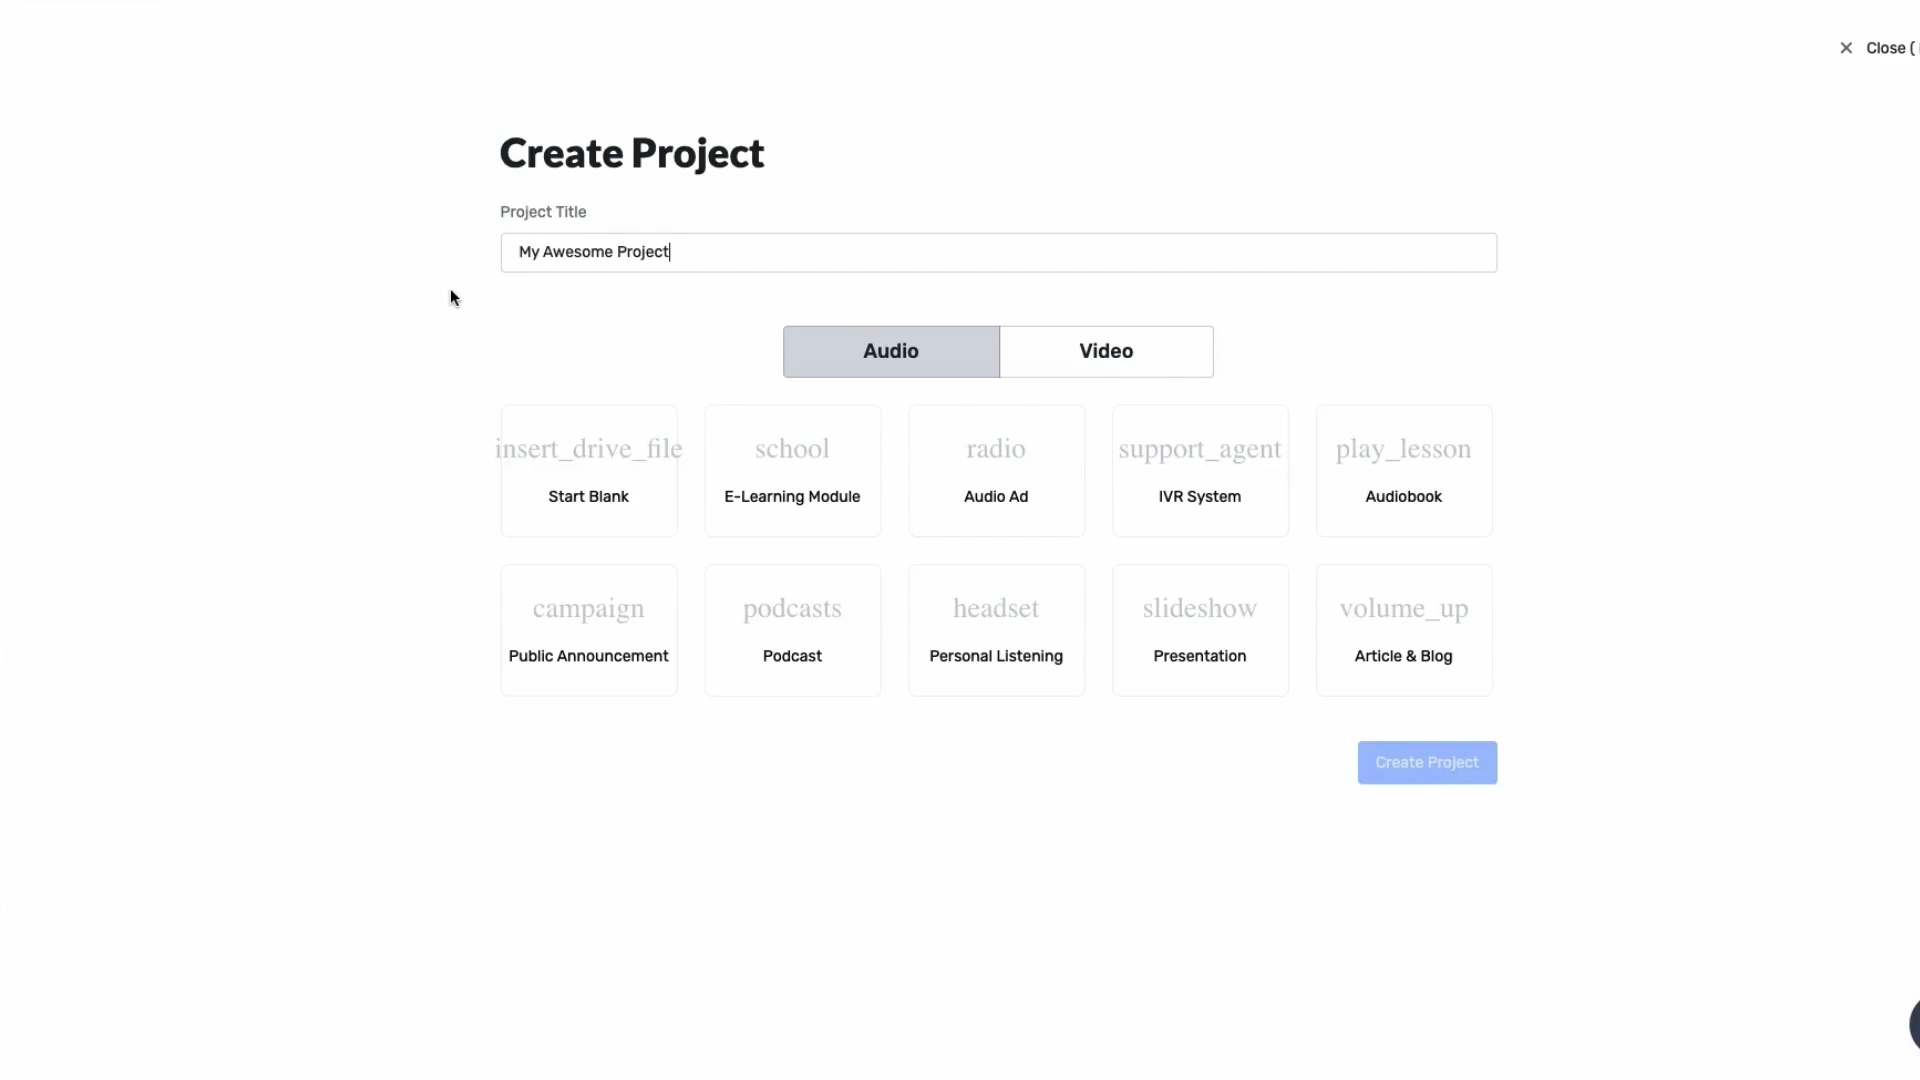 Close (
Create Project
Project Title
My Awesome Project
Audio Video
insert_drive_file school radio support_agent play_lesson
Start Blank E-Learning Module Audio Ad IVR System Audiobook
campaign podcasts headset slideshow volume_up
Public Announcement Podcast Personal Listening Presentation Article & Blog
Create Project